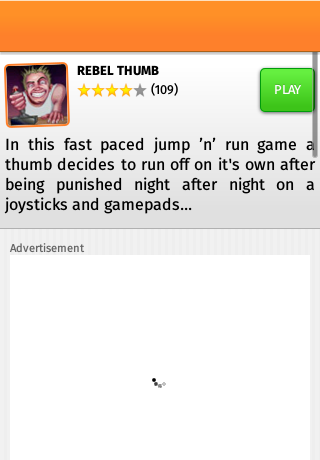 REBEL THUMB
(109)
PLAY
In this fast paced jump ’n’ run game a
thumb decides to run off on it's own after
being punished night after night on a
joysticks and gamepads...
Advertisement